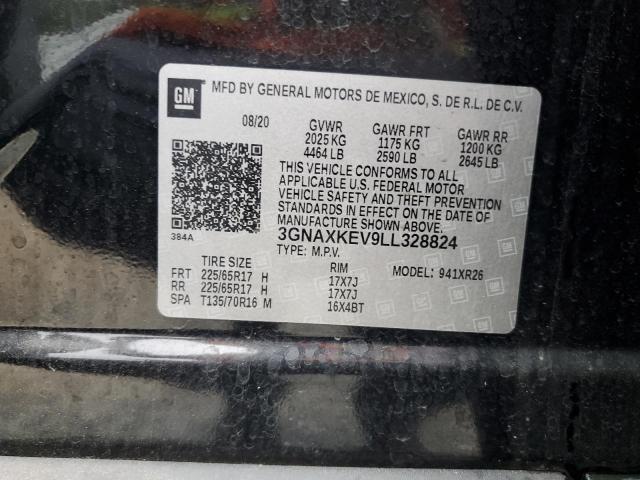 GM
MFD BY GENERAL MOTORS DE MEXICO, S. DE R.L. DE C.V.
08/20 GVWR GAWR FRT GAWR RR
2025 KG 1175 KG 1200 KG
4464 LB 2590 LB 2645 LB
THIS VEHICLE CONFORMS TO ALL
APPLICABLE U.S. FEDERAL MOTOR
VEHICLE SAFETY AND THEFT PREVENTION
STANDARDS IN EFFECT ON THE DATE OF
MANUFACTURE SHOWN ABOVE.
384A
3GNAXKEV9LL328824
TYPE: M.P.V.
TIRE SIZE RIM MODEL: 941XR26
FRT 225/65R17 H 17X7J
RR 225/65R17 H 17X7J
SPA T135/70R16 M 16X4BT